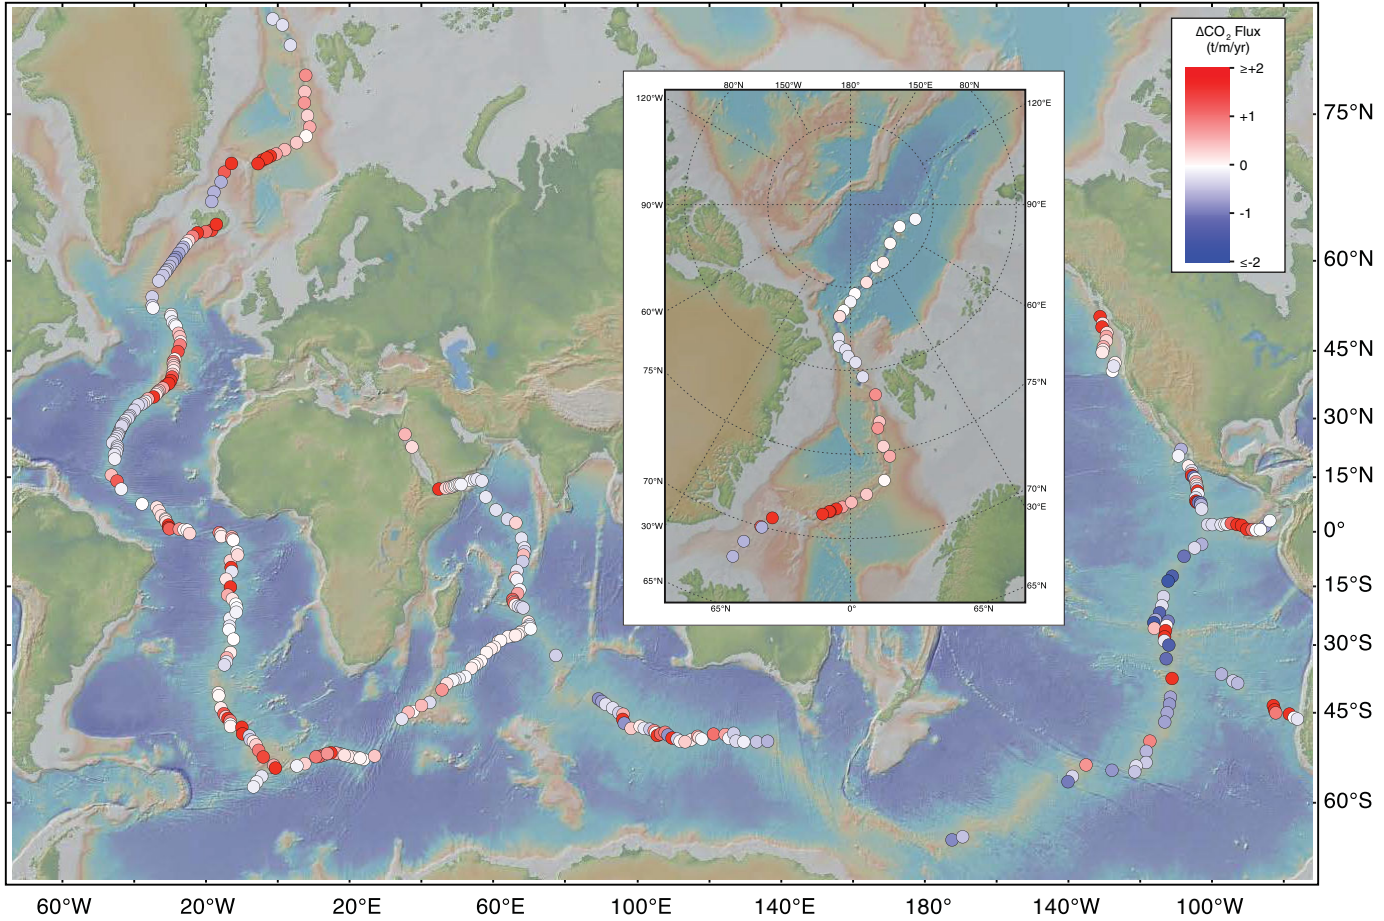 ΔCO₂ Flux
(t/m/yr)
≥+2
+1
0
-1
≤-2
75°N
60°N
45°N
30°N
15°N
0°
15°S
30°S
45°S
60°S
60°W
20°W
20°E
60°E
100°E
140°E
180°
140°W
100°W
80°N
150°W
180°
150°E
80°N
120°W
120°E
90°W
90°E
60°W
60°E
75°N
75°N
70°N
70°N
30°E
30°W
65°N
65°N
65°N
0°
65°N